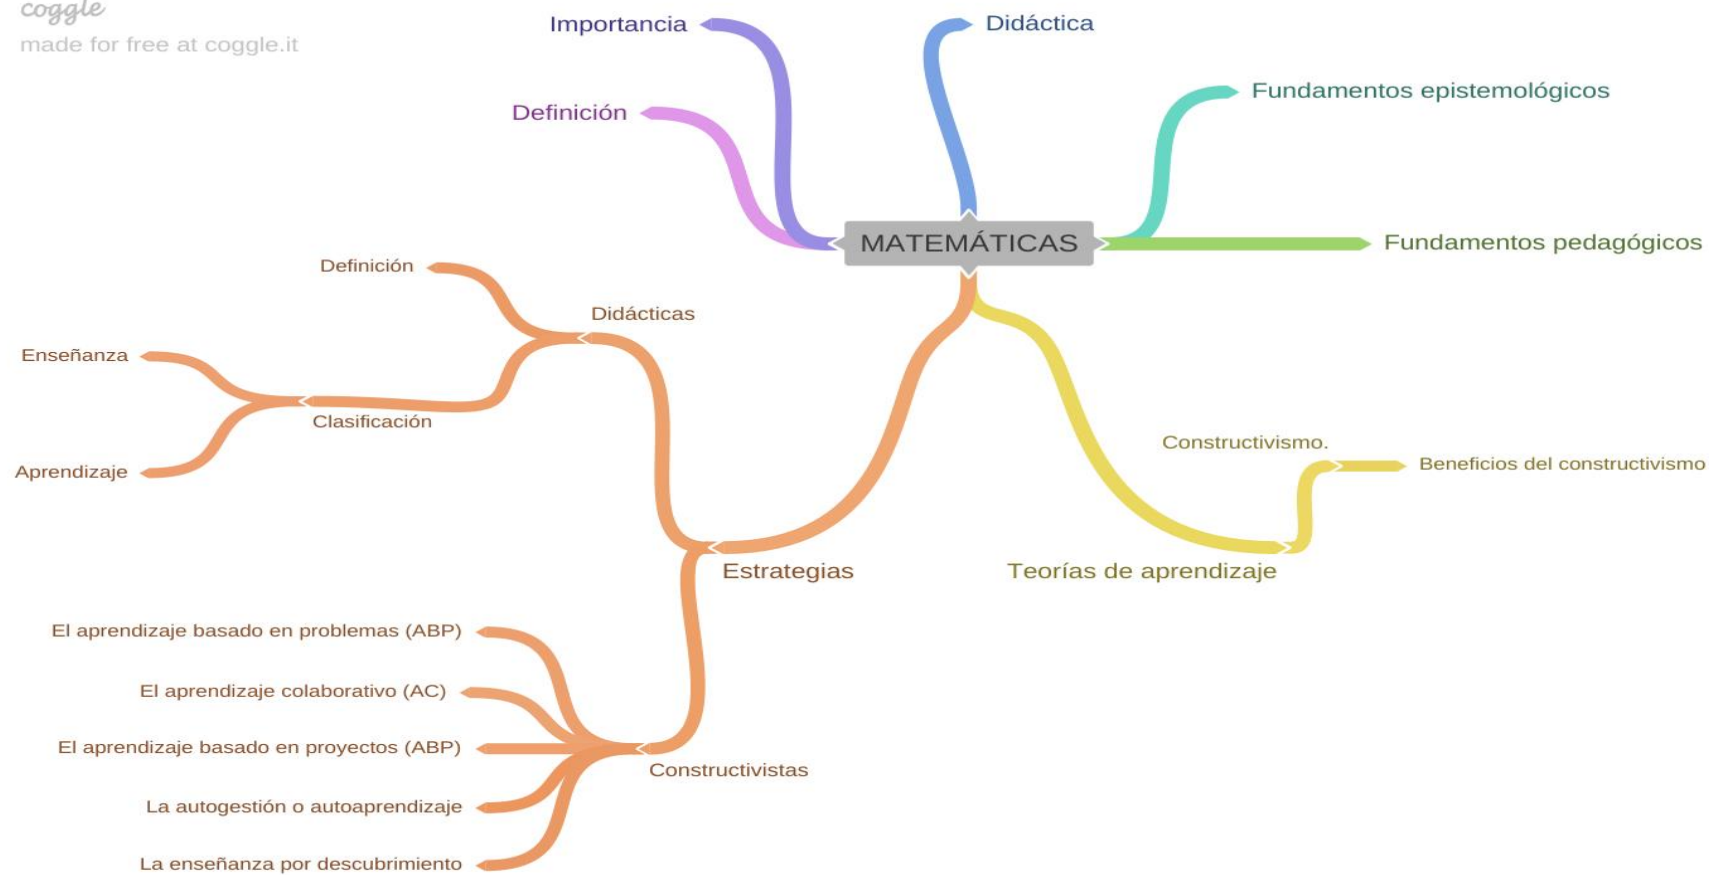 coggle
made for free at coggle.it
Importancia
Didáctica
Definición
Fundamentos epistemológicos
MATEMÁTICAS
Fundamentos pedagógicos
Definición
Didácticas
Enseñanza
Clasificación
Aprendizaje
Constructivismo.
Beneficios del constructivismo
Estrategias
Teorías de aprendizaje
El aprendizaje basado en problemas (ABP)
El aprendizaje colaborativo (AC)
El aprendizaje basado en proyectos (ABP)
Constructivistas
La autogestión o autoaprendizaje
La enseñanza por descubrimiento